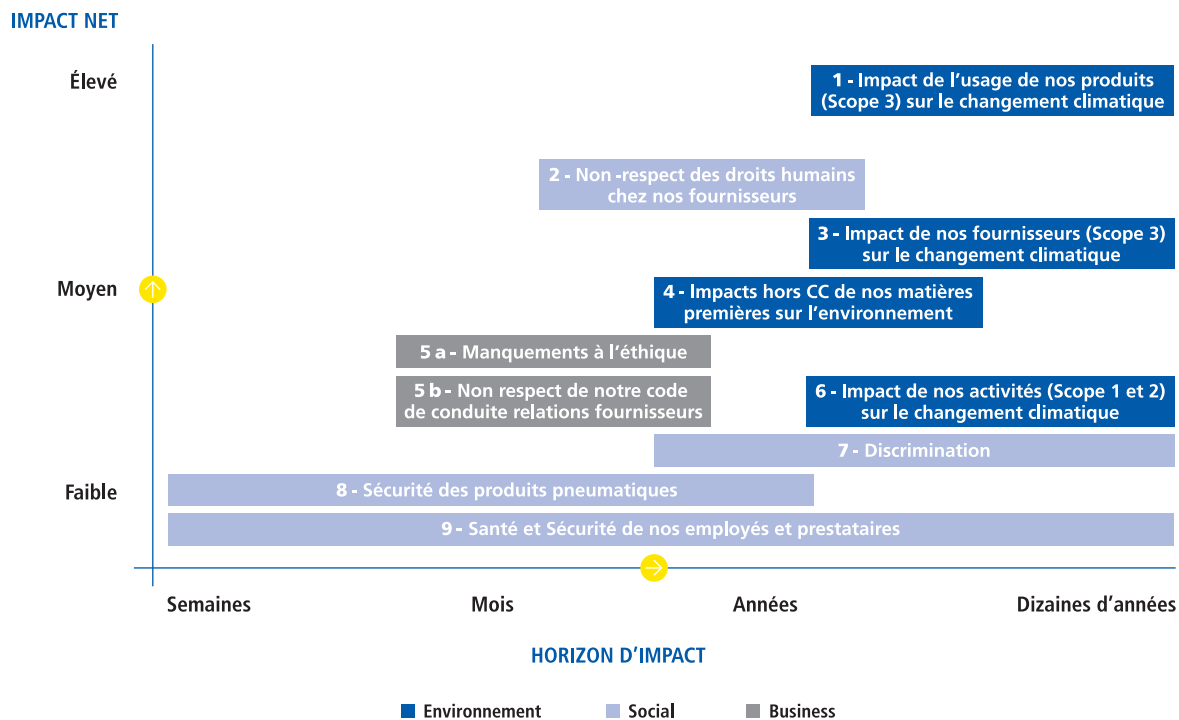 IMPACT NET
Élevé
1 - Impact de l’usage de nos produits
(Scope 3) sur le changement climatique
2 - Non -respect des droits humains
chez nos fournisseurs
3 - Impact de nos fournisseurs (Scope 3)
sur le changement climatique
Moyen
4 - Impacts hors CC de nos matières
premières sur l’environnement
5 a - Manquements à l’éthique
5 b - Non respect de notre code
de conduite relations fournisseurs
6 - Impact de nos activités (Scope 1 et 2)
sur le changement climatique
7 - Discrimination
Faible
8 - Sécurité des produits pneumatiques
9 - Santé et Sécurité de nos employés et prestataires
Semaines
Mois
Années
Dizaines d’années
HORIZON D’IMPACT
Environnement
Social
Business